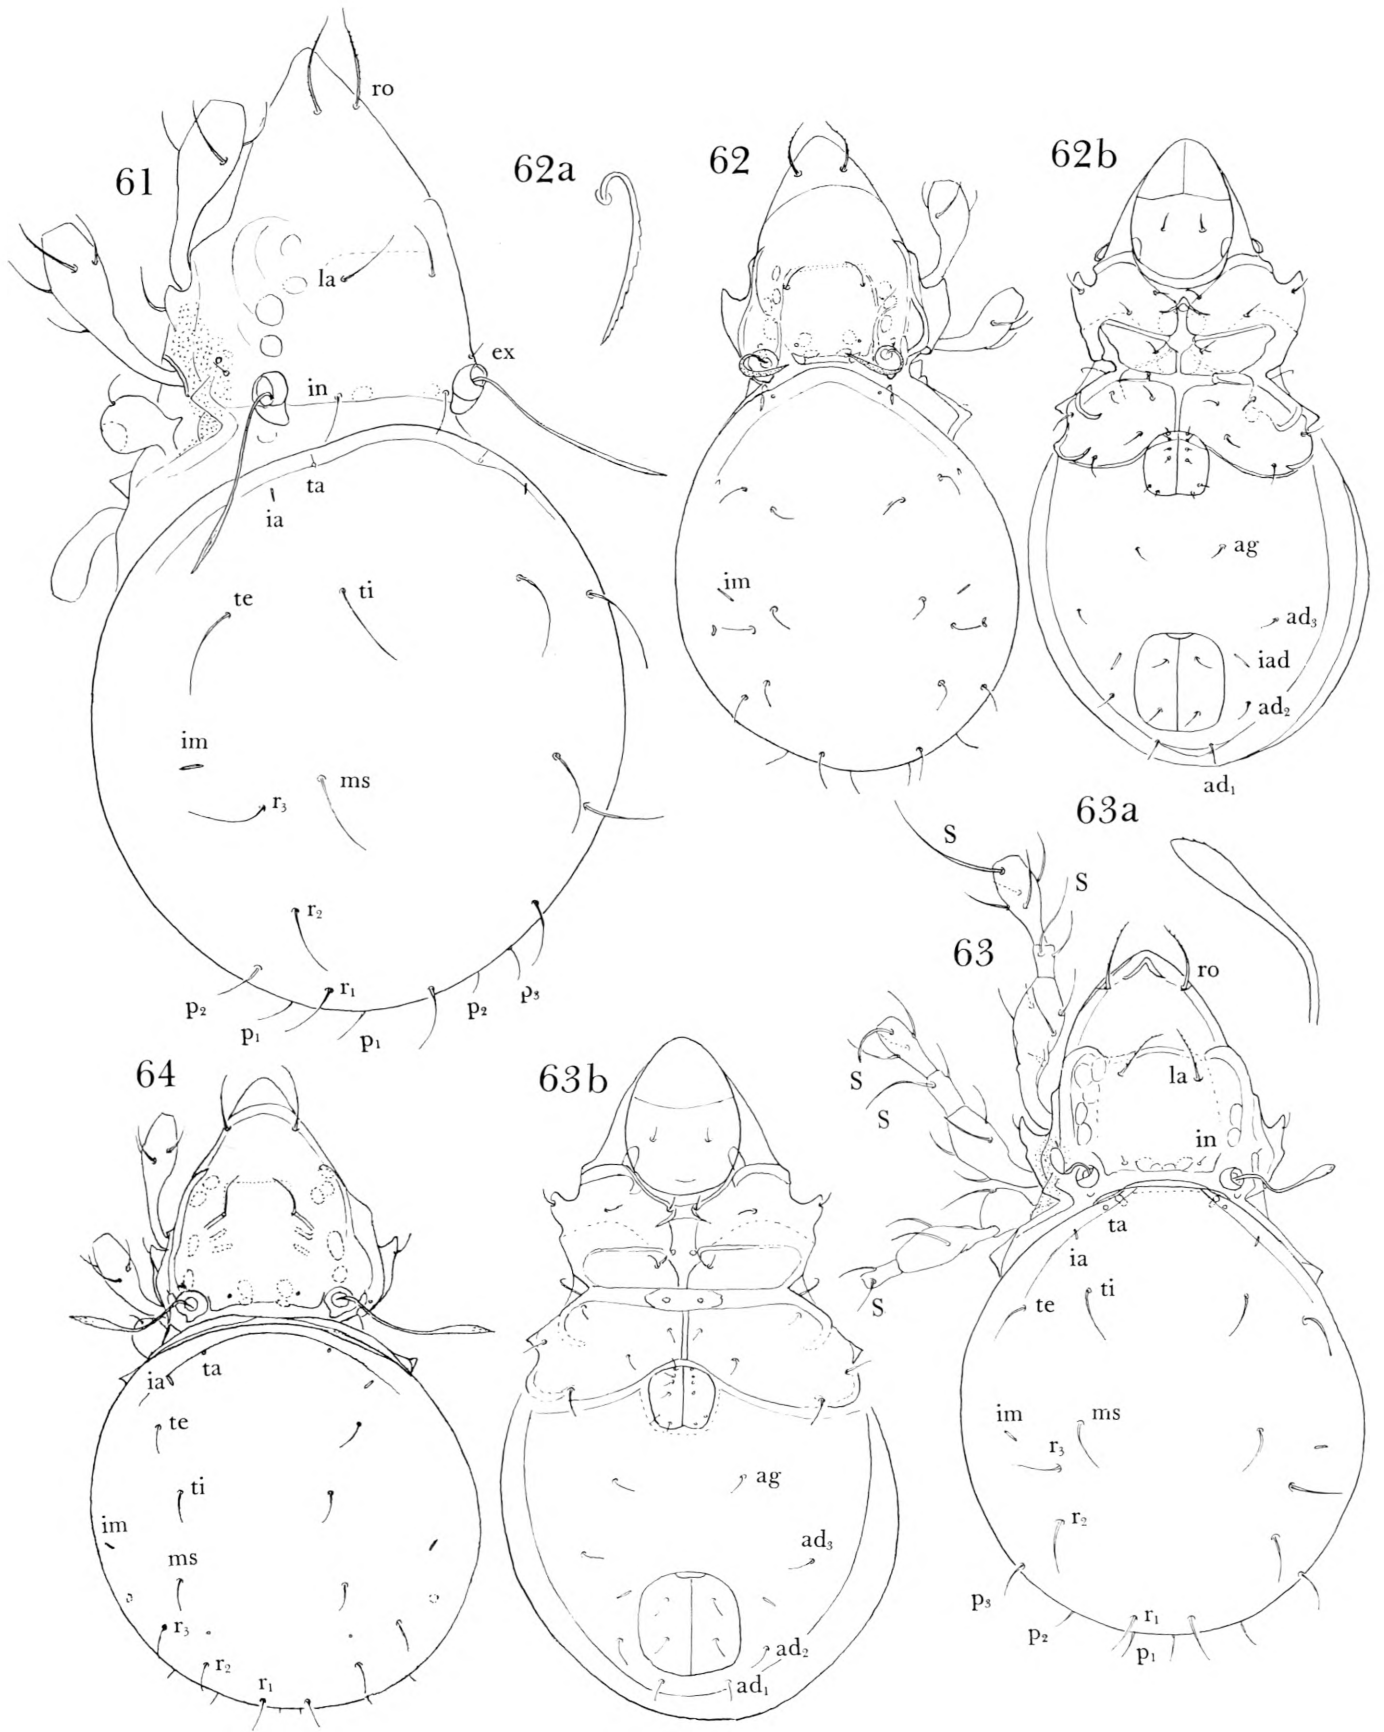 61
ro
la
ex
in
ta
ia
te
ti
im
r₃
ms
r₂
r₁
p₂
p₁
p₁
p₂
p₃
62a
62
im
62b
ag
ad₃
iad
ad₂
ad₁
63a
63
S
S
S
S
S
ro
la
in
ta
ia
ti
te
im
ms
r₃
r₂
r₁
p₃
p₂
p₁
64
ta
ia
te
ti
im
ms
r₃
r₂
r₁
63b
ag
ad₃
ad₂
ad₁